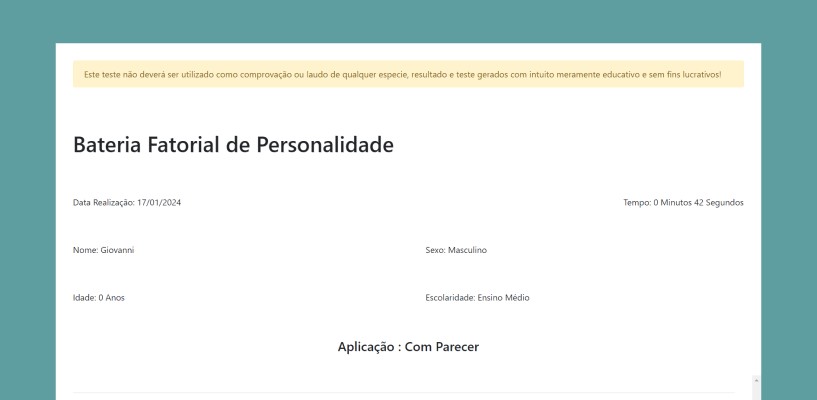 Este teste não deverá ser utilizado como comprovação ou laudo de qualquer especie, resultado e teste gerados com intuito meramente educativo e sem fins lucrativos!
Bateria Fatorial de Personalidade
Data Realização: 17/01/2024
Tempo: 0 Minutos 42 Segundos
Nome: Giovanni
Sexo: Masculino
Idade: 0 Anos
Escolaridade: Ensino Médio
Aplicação : Com Parecer